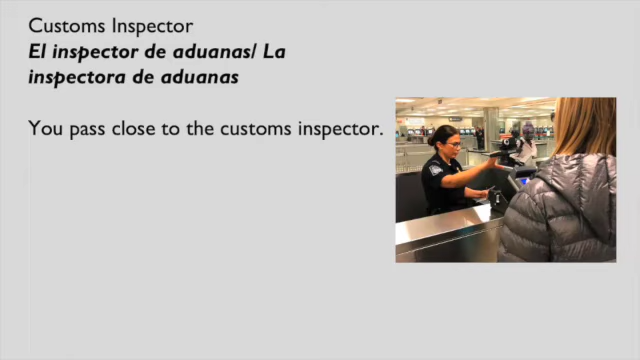 Customs Inspector
El inspector de aduanas/ La
inspectora de aduanas
You pass close to the customs inspector.